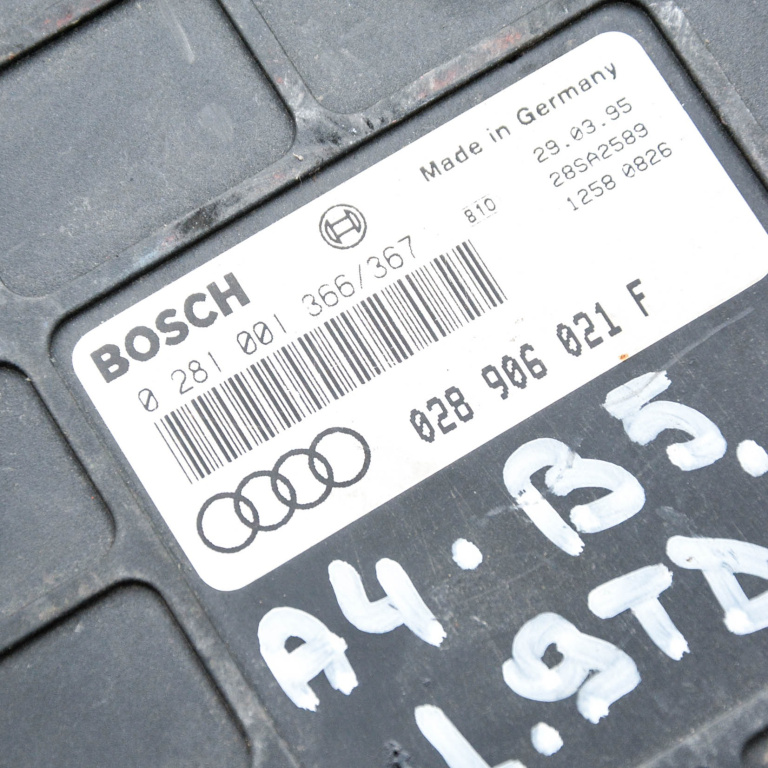 Made in Germany
29.03.95
28SA2589
1258 0826
810
BOSCH
0 281 001 366/367
028 906 021 F
A4. B5.
1.9TD